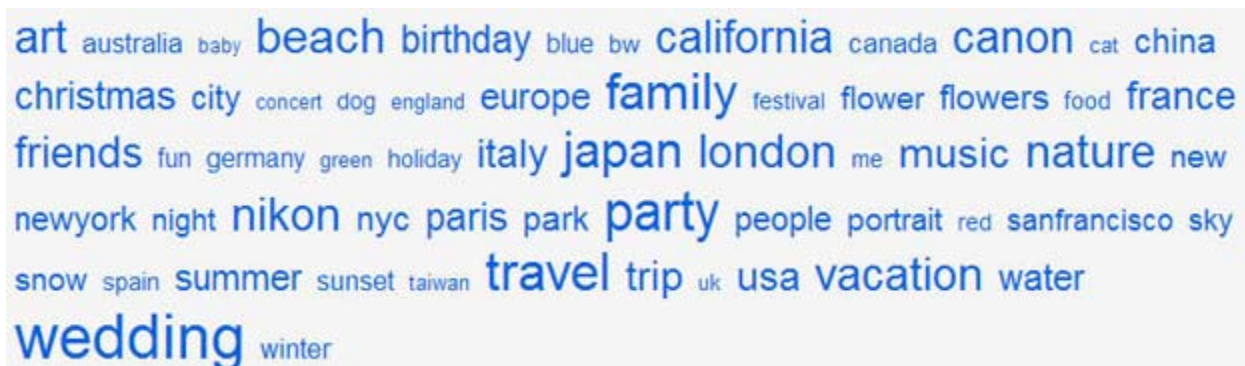 art australia baby beach birthday blue bw california canada canon cat china
christmas city concert dog england europe family festival flower flowers food france
friends fun germany green holiday italy japan london me music nature new
newyork night nikon nyc paris park party people portrait red sanfrancisco sky
snow spain summer sunset taiwan travel trip uk usa vacation water
wedding winter